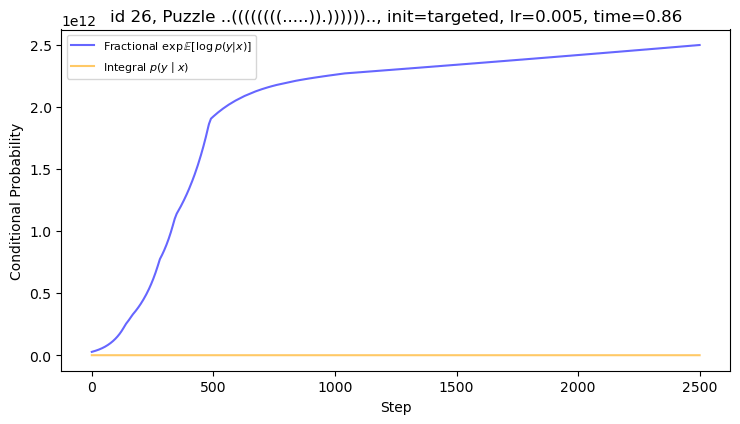 id 26, Puzzle ..((((((((.....)).))))))..., init=targeted, lr=0.005, time=0.86
1e12
Fractional exp 𝔼[log p(y|x)]
Integral p(y | x)
Conditional Probability
2.5
2.0
1.5
1.0
0.5
0.0
0
500
1000
1500
2000
2500
Step